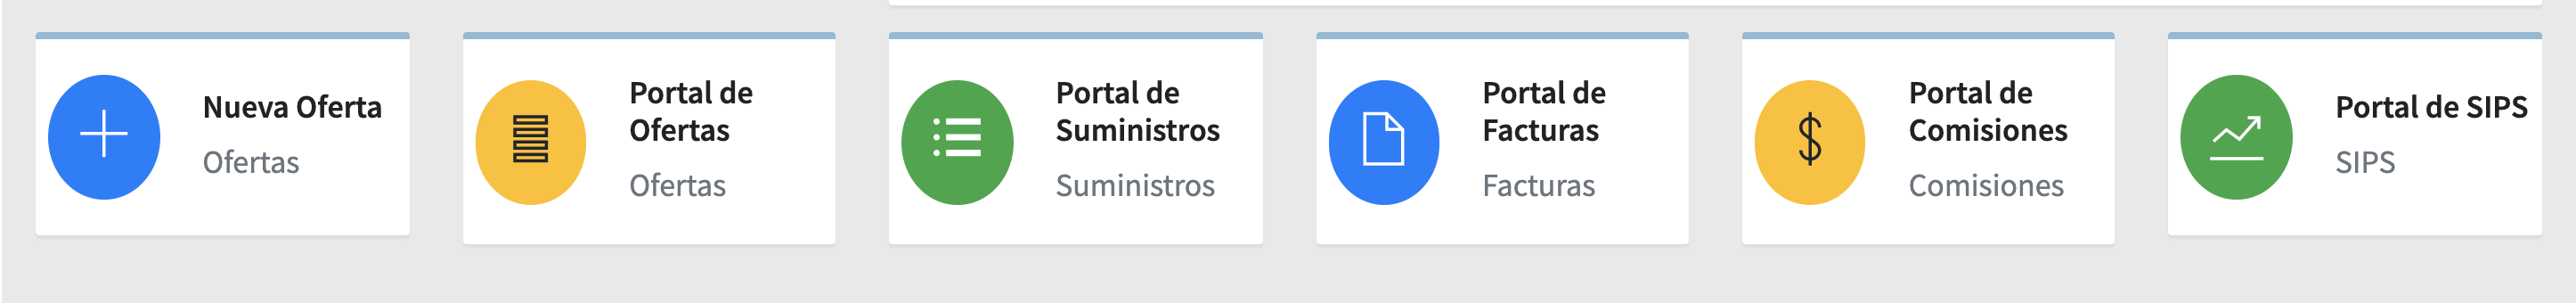 Nueva Oferta
Ofertas
Portal de
Ofertas
Ofertas
Portal de
Suministros
Suministros
Portal de
Facturas
Facturas
$
Portal de
Comisiones
Comisiones
Portal de SIPS
SIPS